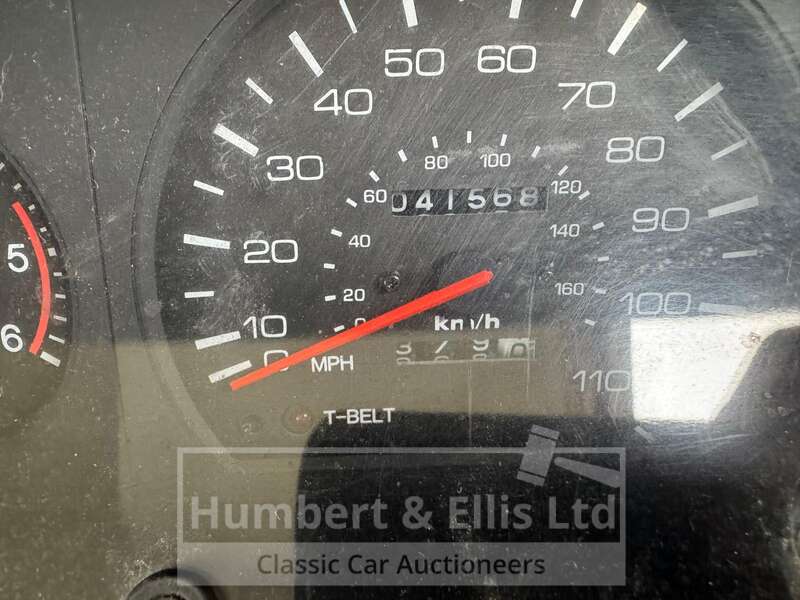 50 60
40 70
30 80
80 100
60 120
041568
20 90
40 140
20 160
10 100
0 km/h
0 MPH
110
T-BELT
5
6
Humbert & Ellis Ltd
Classic Car Auctioneers